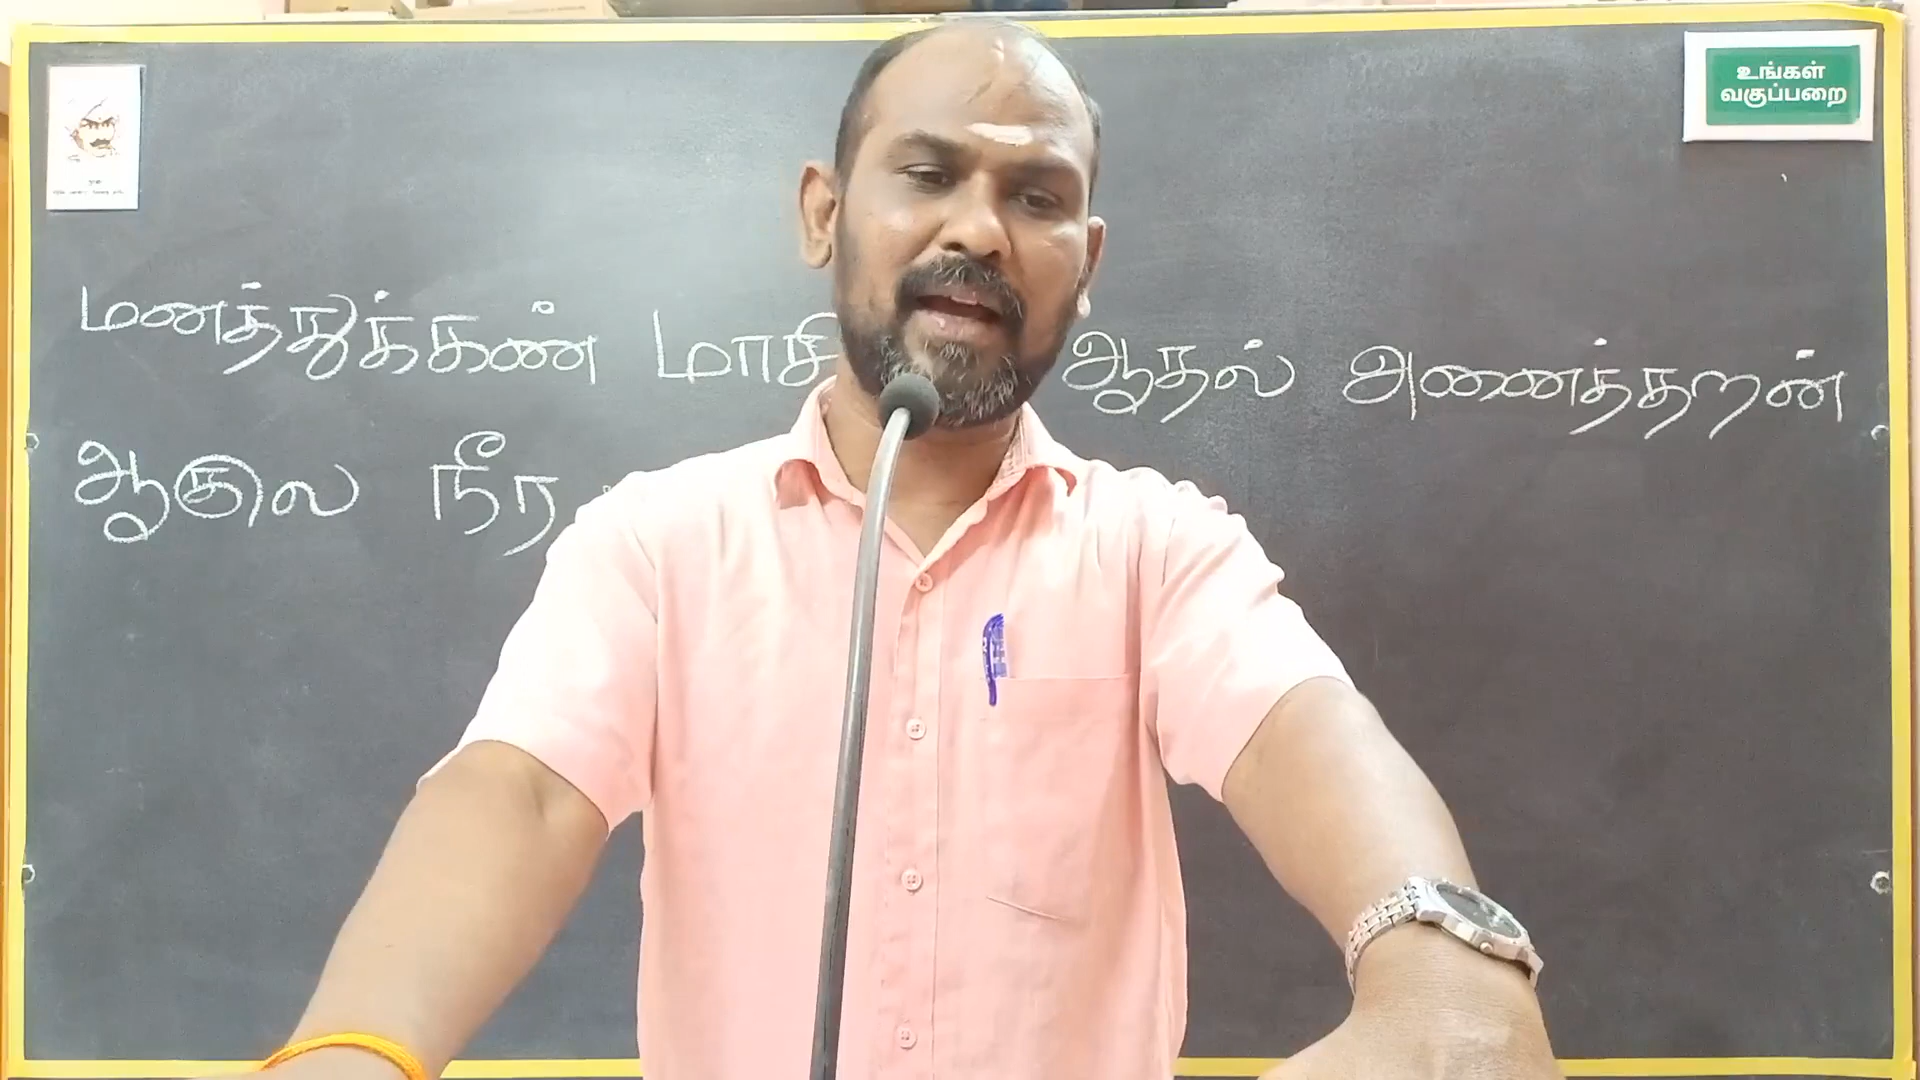 உங்கள்
வகுப்பறை
மனத்துக்கண் மாசி ஆதல் அனைத்தறன்
ஆகுல நீர